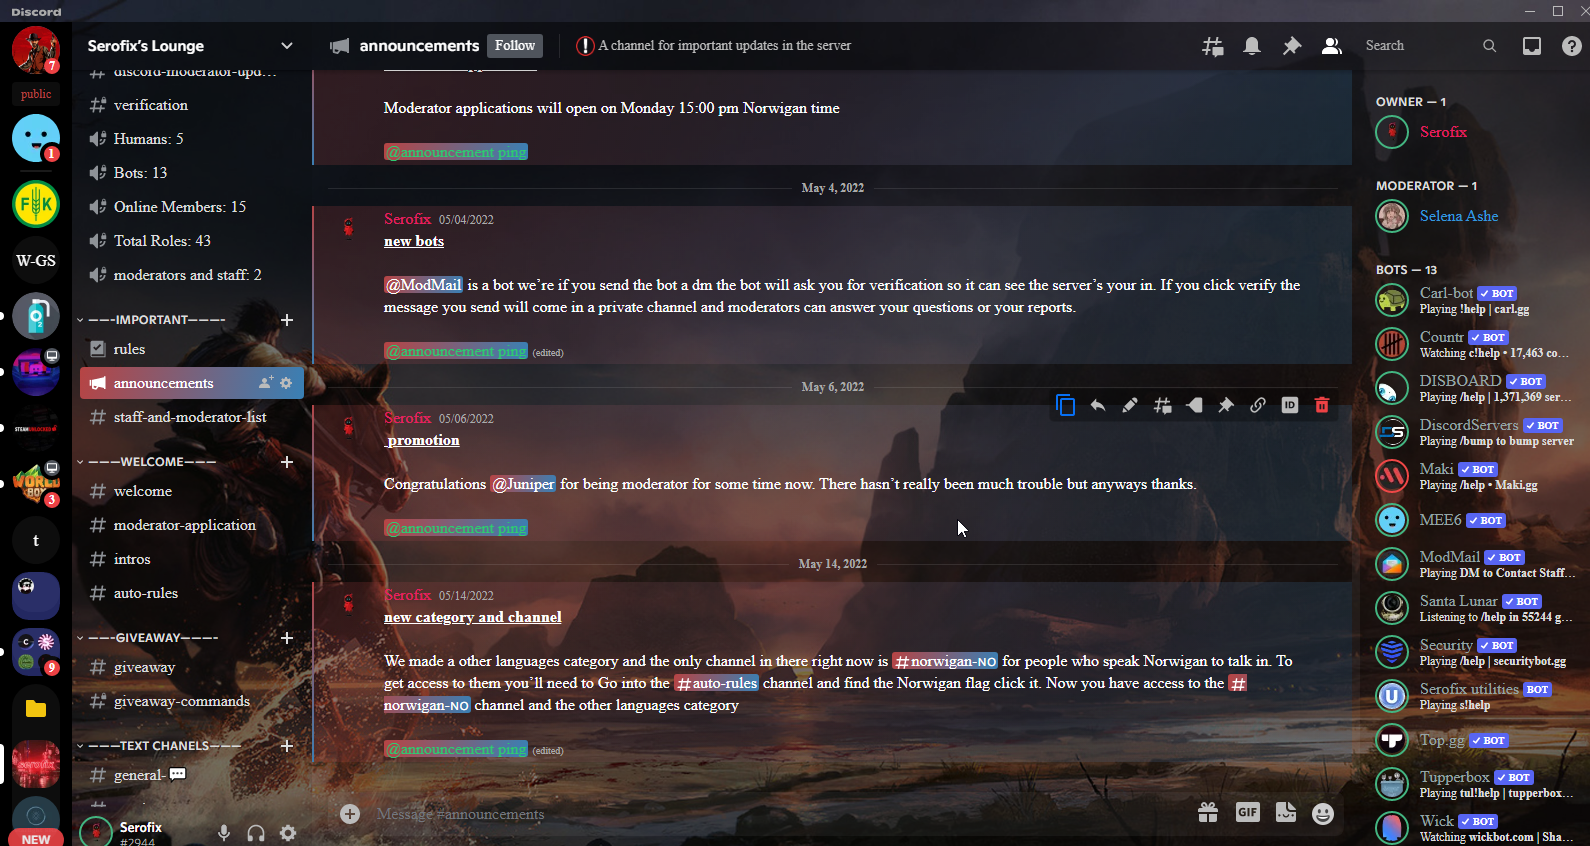 Discord
7
public
1
W-GS
3
t
9
NEW
Serofix's Lounge
discord-moderator-upd...
verification
Humans: 5
Bots: 13
Online Members: 15
Total Roles: 43
moderators and staff: 2
———IMPORTANT———-
rules
announcements
staff-and-moderator-list
———WELCOME———
welcome
moderator-application
intros
auto-rules
———GIVEAWAY———-
giveaway
giveaway-commands
———TEXT CHANELS———
general-💬
Serofix
#2944
announcements Follow
A channel for important updates in the server
Search
Moderator applications will open on Monday 15:00 pm Norwigan time
@announcement ping
May 4, 2022
Serofix 05/04/2022
new bots
@ModMail is a bot we're if you send the bot a dm the bot will ask you for verification so it can see the server's your in. If you click verify the
message you send will come in a private channel and moderators can answer your questions or your reports.
@announcement ping (edited)
May 6, 2022
ID
Serofix 05/06/2022
promotion
Congratulations @Juniper for being moderator for some time now. There hasn't really been much trouble but anyways thanks.
@announcement ping
May 14, 2022
Serofix 05/14/2022
new category and channel
We made a other languages category and the only channel in there right now is #norwigan-NO for people who speak Norwigan to talk in. To
get access to them you'll need to Go into the #auto-rules channel and find the Norwigan flag click it. Now you have access to the #
norwigan-NO channel and the other languages category
@announcement ping (edited)
Message #announcements
GIF
OWNER — 1
Serofix
MODERATOR — 1
Selena Ashe
BOTS — 13
Carl-bot ✓ BOT
Playing !help | carl.gg
Countr ✓ BOT
Watching c!help • 17,463 co...
DISBOARD ✓ BOT
Playing /help | 1,371,369 ser...
DiscordServers ✓ BOT
Playing /bump to bump server
Maki ✓ BOT
Playing /help • Maki.gg
MEE6 ✓ BOT
ModMail ✓ BOT
Playing DM to Contact Staff...
Santa Lunar ✓ BOT
Listening to /help in 55244 g...
Security ✓ BOT
Playing /help | securitybot.gg
Serofix utilities BOT
Playing s!help
Top.gg ✓ BOT
Tupperbox ✓ BOT
Playing tul!help | tupperbox...
Wick ✓ BOT
Watching wickbot.com | Sha...